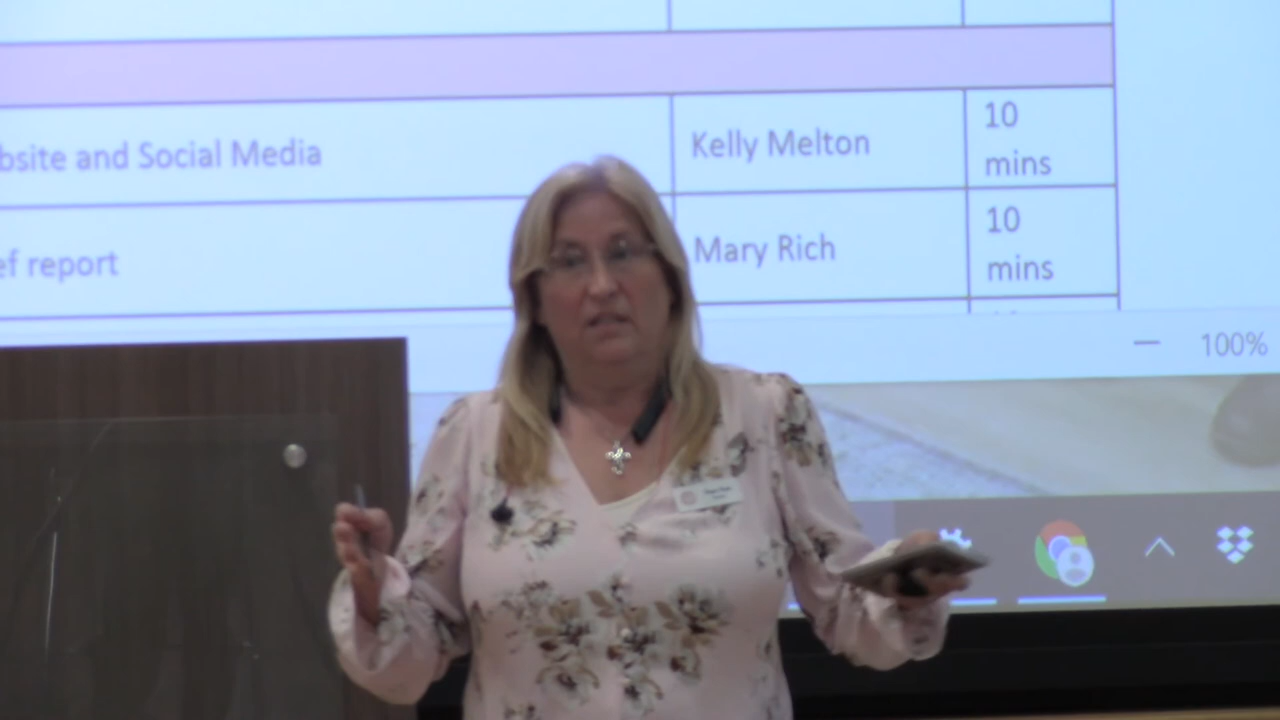 bsite and Social Media
Kelly Melton
10
mins
ef report
Mary Rich
10
mins
100%